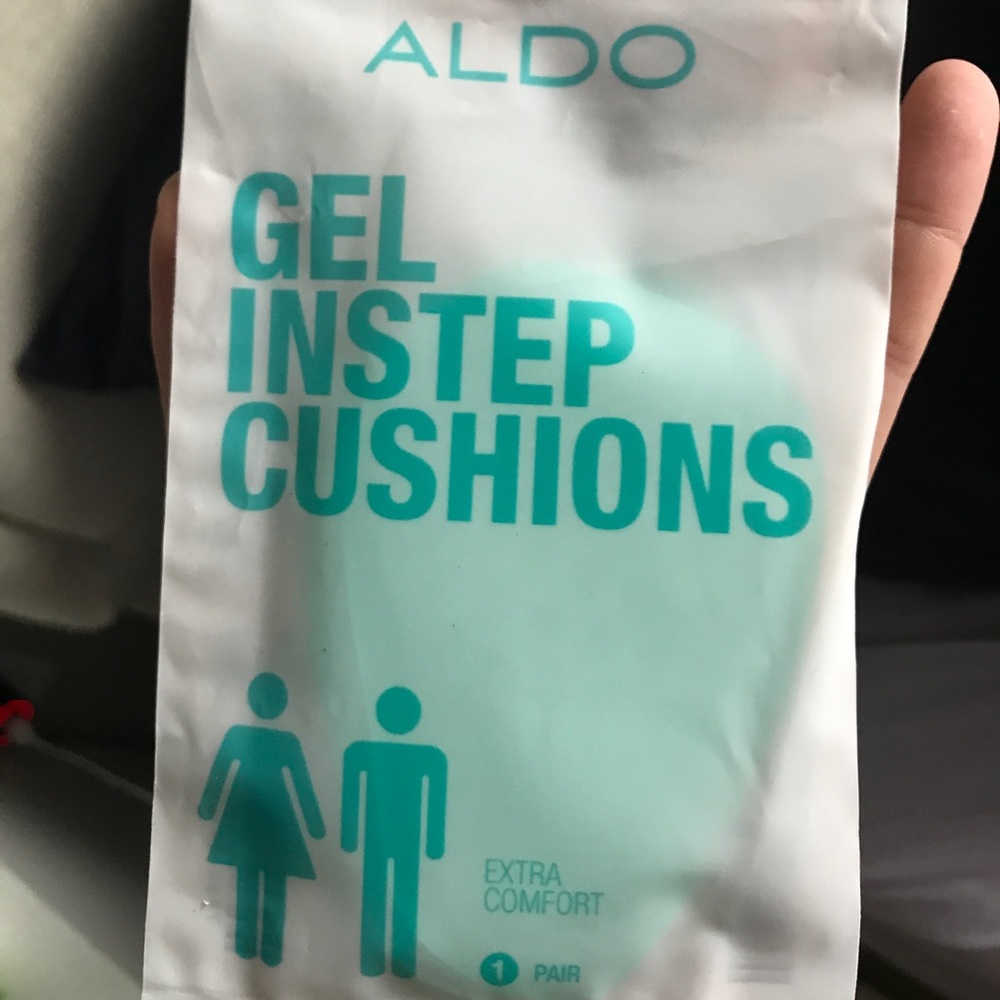 ALDO
GEL
INSTEP
CUSHIONS
EXTRA
COMFORT
1 PAIR